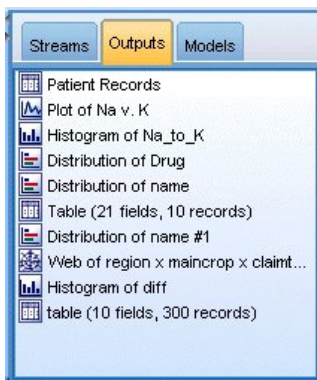 Streams Outputs Models
Patient Records
Plot of Na v. K
Histogram of Na_to_K
Distribution of Drug
Distribution of name
Table (21 fields, 10 records)
Distribution of name #1
Web of region x maincrop x claimt...
Histogram of diff
table (10 fields, 300 records)